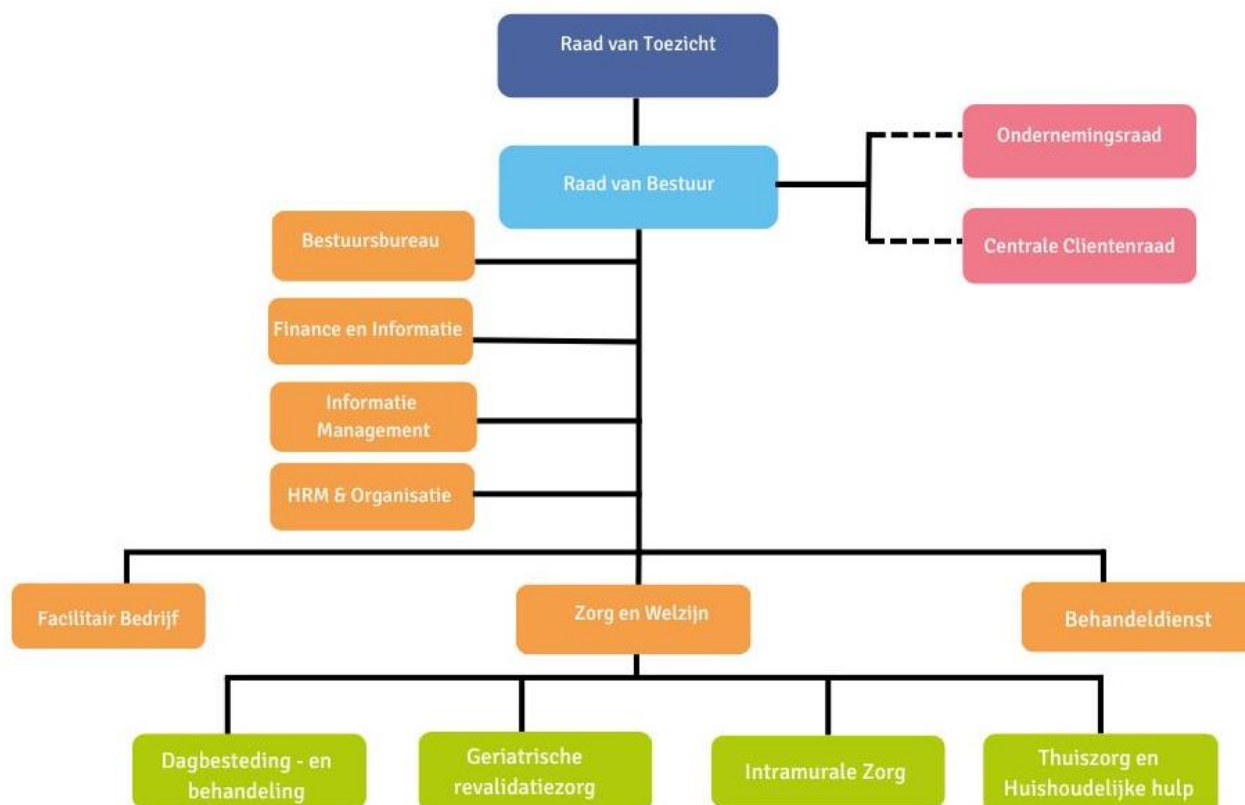 Raad van Toezicht
Ondernemingsraad
Raad van Bestuur
Centrale Clientenraad
Bestuursbureau
Finance en Informatie
Informatie
Management
HRM & Organisatie
Facilitair Bedrijf
Zorg en Welzijn
Behandeldienst
Dagbesteding - en
behandeling
Geriatrische
revalidatiezorg
Intramurale Zorg
Thuiszorg en
Huishoudelijke hulp